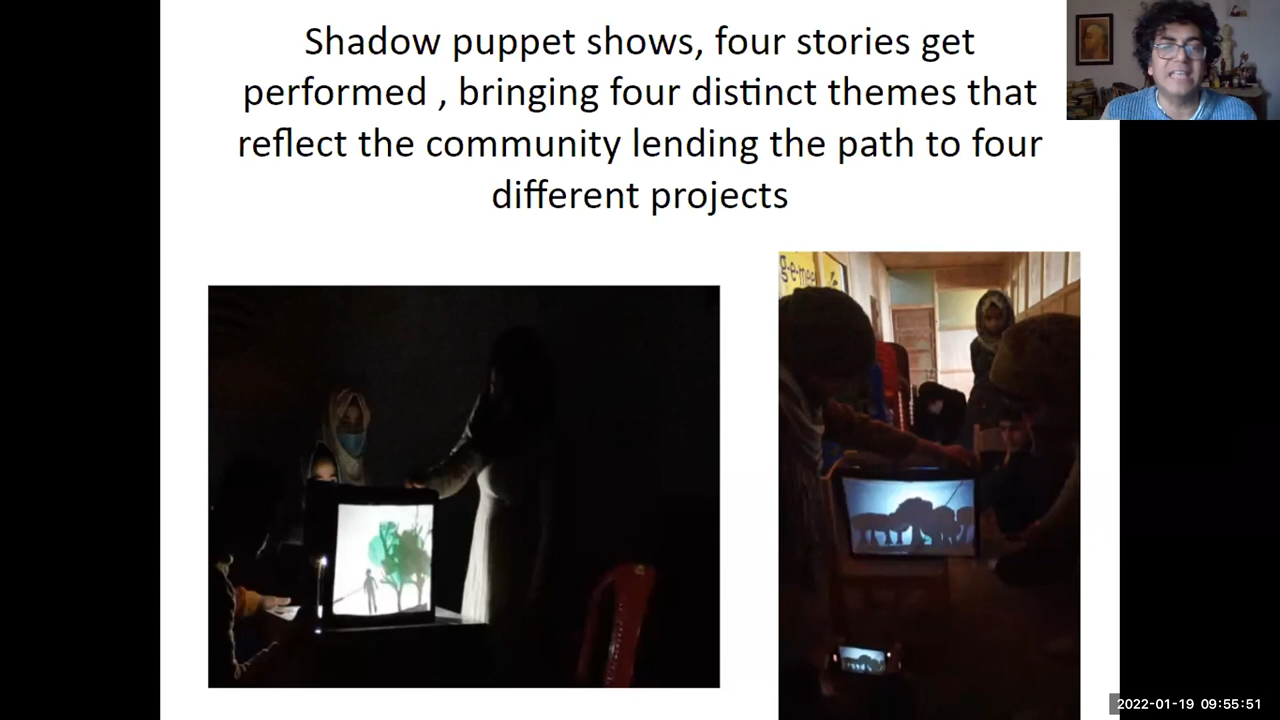 Shadow puppet shows, four stories get
performed , bringing four distinct themes that
reflect the community lending the path to four
different projects
g-e-mee
2022-01-19 09:55:51